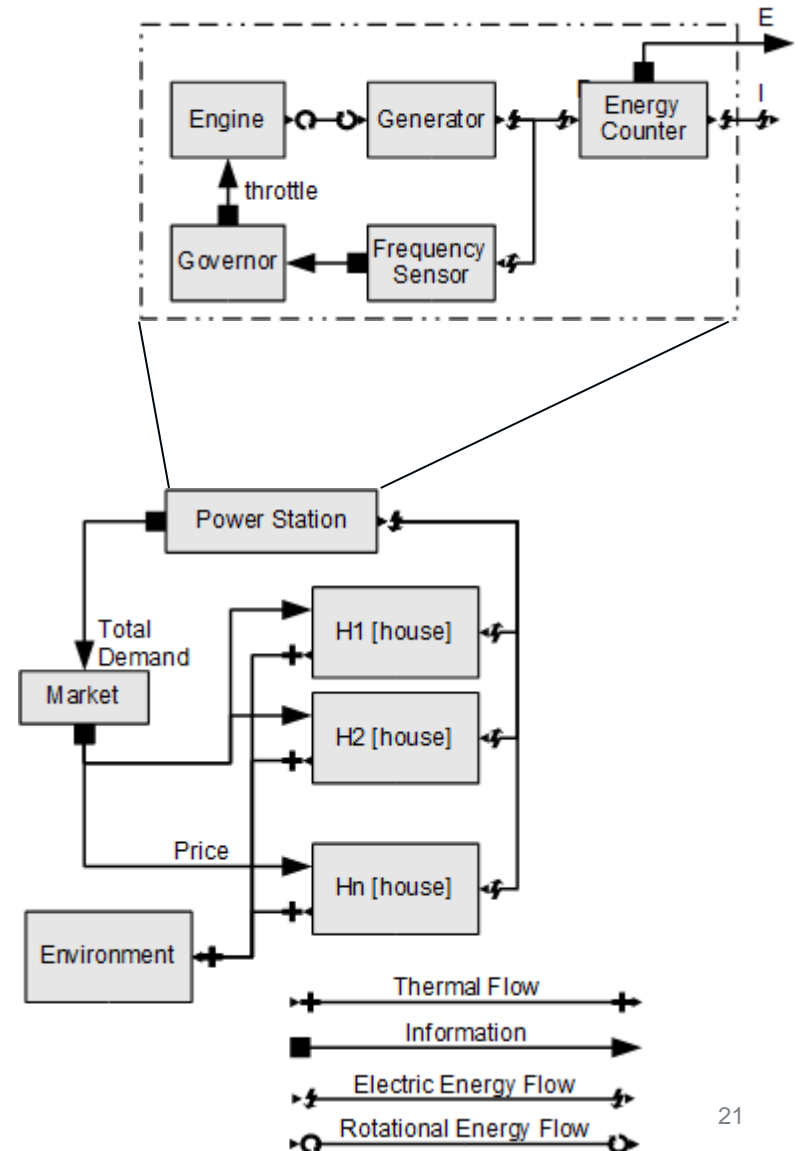 E
Engine
Generator
Energy
Counter
I
throttle
Governor
Frequency
Sensor
Power Station
Total
Demand
H1 [house]
Market
H2 [house]
Price
Hn [house]
Environment
Thermal Flow
Information
Electric Energy Flow
Rotational Energy Flow
21